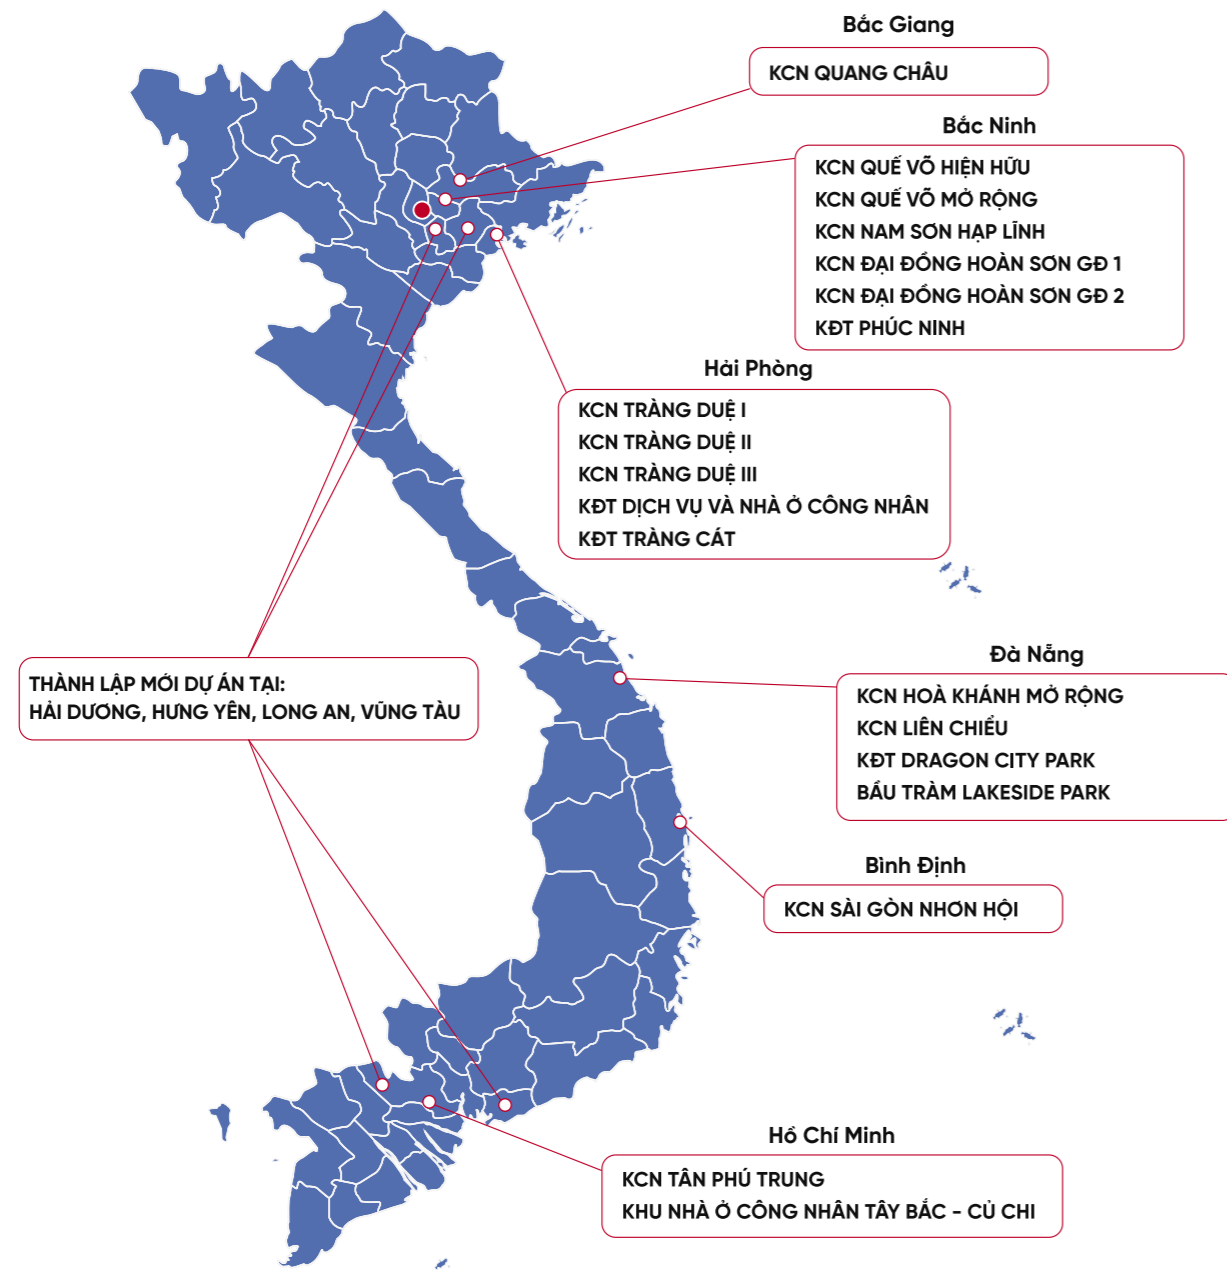 Bắc Giang
KCN QUANG CHÂU
Bắc Ninh
KCN QUẾ VÕ HIỆN HỮU
KCN QUẾ VÕ MỞ RỘNG
KCN NAM SƠN HẠP LĨNH
KCN ĐẠI ĐỒNG HOÀN SƠN GĐ 1
KCN ĐẠI ĐỒNG HOÀN SƠN GĐ 2
KĐT PHÚC NINH
Hải Phòng
KCN TRÀNG DUỆ I
KCN TRÀNG DUỆ II
KCN TRÀNG DUỆ III
KĐT DỊCH VỤ VÀ NHÀ Ở CÔNG NHÂN
KĐT TRÀNG CÁT
THÀNH LẬP MỚI DỰ ÁN TẠI:
HẢI DƯƠNG, HƯNG YÊN, LONG AN, VŨNG TÀU
Đà Nẵng
KCN HOÀ KHÁNH MỞ RỘNG
KCN LIÊN CHIỂU
KĐT DRAGON CITY PARK
BẦU TRÀM LAKESIDE PARK
Bình Định
KCN SÀI GÒN NHƠN HỘI
Hồ Chí Minh
KCN TÂN PHÚ TRUNG
KHU NHÀ Ở CÔNG NHÂN TÂY BẮC - CỦ CHI